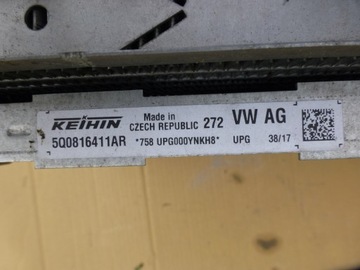 KEIHIN Made in CZECH REPUBLIC 272 VW AG
5Q0816411AR *758 UPG000YNKH8* UPG 38/17